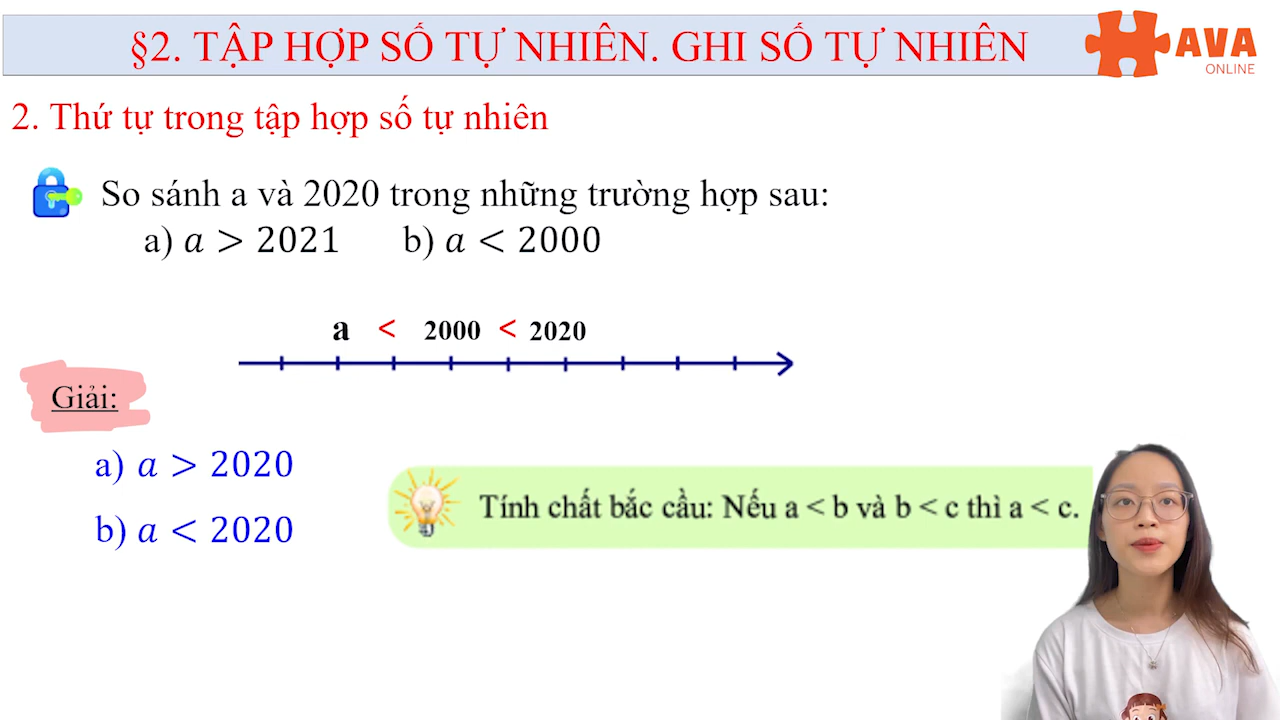 §2. TẬP HỢP SỐ TỰ NHIÊN. GHI SỐ TỰ NHIÊN
AVA
ONLINE
2. Thứ tự trong tập hợp số tự nhiên
So sánh a và 2020 trong những trường hợp sau:
a) a > 2021 b) a < 2000
a < 2000 < 2020
Giải:
a) a > 2020
b) a < 2020
Tính chất bắc cầu: Nếu a < b và b < c thì a < c.